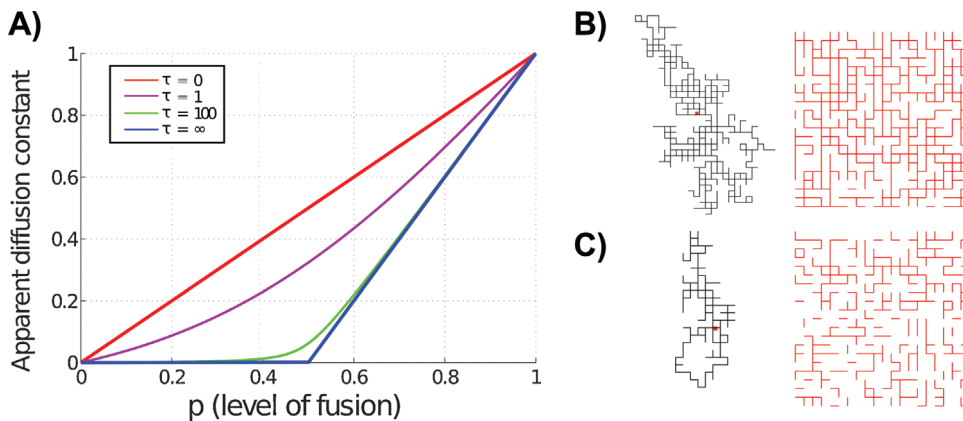 A)
Apparent diffusion constant
1
0.8
0.6
0.4
0.2
0
τ = 0
τ = 1
τ = 100
τ = ∞
0 0.2 0.4 0.6 0.8 1
p (level of fusion)
B)
C)